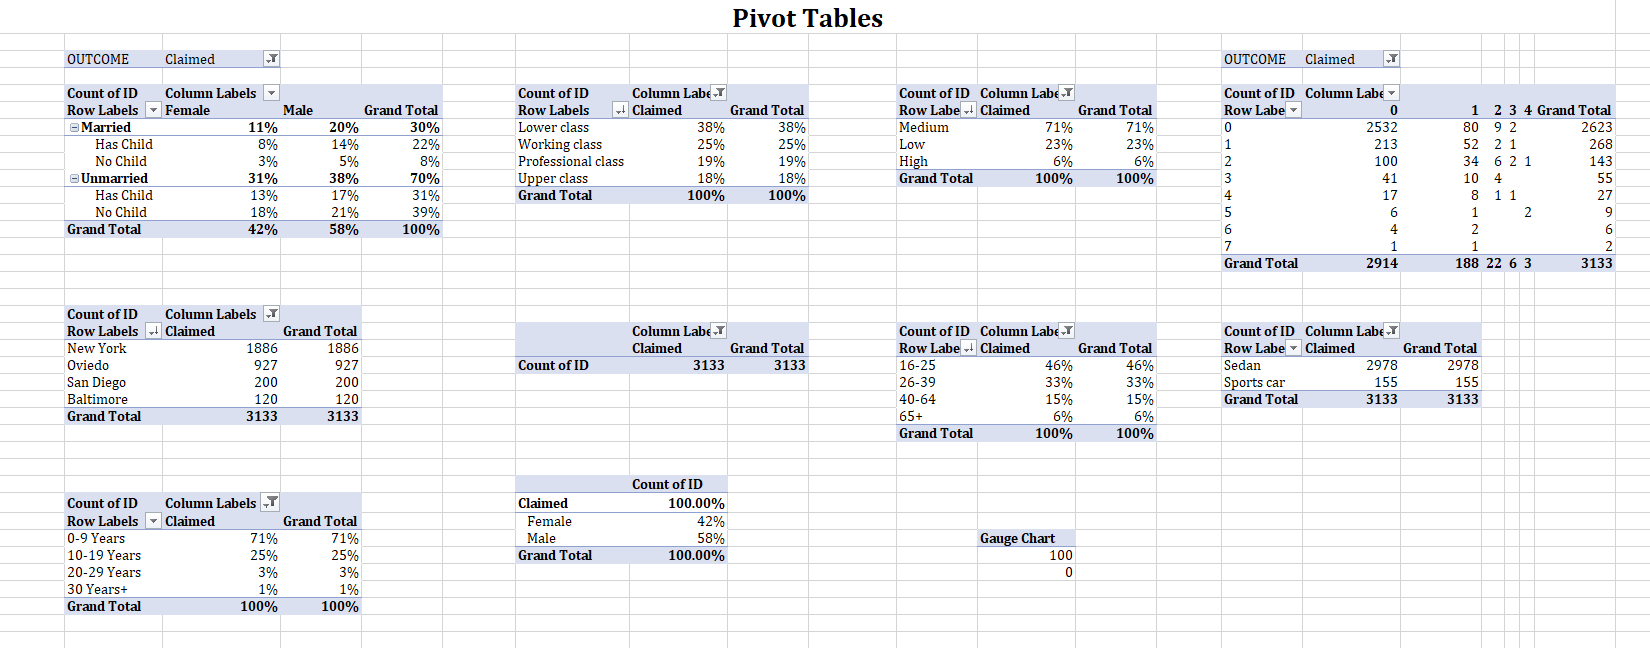 Pivot Tables
OUTCOME Claimed
Count of ID Column Labels
Row Labels Female Male Grand Total
Married 11% 20% 30%
Has Child 8% 14% 22%
No Child 3% 5% 8%
Unmarried 31% 38% 70%
Has Child 13% 17% 31%
No Child 18% 21% 39%
Grand Total 42% 58% 100%
Count of ID Column Labe
Row Labels Claimed Grand Total
Lower class 38% 38%
Working class 25% 25%
Professional class 19% 19%
Upper class 18% 18%
Grand Total 100% 100%
Count of ID Column Labe
Row Labe Claimed Grand Total
Medium 71% 71%
Low 23% 23%
High 6% 6%
Grand Total 100% 100%
OUTCOME Claimed
Count of ID Column Labe
Row Labe 0 1 2 3 4 Grand Total
0 2532 80 9 2 2623
1 213 52 2 1 268
2 100 34 6 2 1 143
3 41 10 4 55
4 17 8 1 1 27
5 6 1 2 9
6 4 2 6
7 1 1 2
Grand Total 2914 188 22 6 3 3133
Count of ID Column Labels
Row Labels Claimed Grand Total
New York 1886 1886
Oviedo 927 927
San Diego 200 200
Baltimore 120 120
Grand Total 3133 3133
Column Labe
Claimed Grand Total
Count of ID 3133 3133
Count of ID Column Labe
Row Labe Claimed Grand Total
16-25 46% 46%
26-39 33% 33%
40-64 15% 15%
65+ 6% 6%
Grand Total 100% 100%
Count of ID Column Labe
Row Labe Claimed Grand Total
Sedan 2978 2978
Sports car 155 155
Grand Total 3133 3133
Count of ID Column Labels
Row Labels Claimed Grand Total
0-9 Years 71% 71%
10-19 Years 25% 25%
20-29 Years 3% 3%
30 Years+ 1% 1%
Grand Total 100% 100%
Count of ID
Claimed 100.00%
Female 42%
Male 58%
Grand Total 100.00%
Gauge Chart
100
0